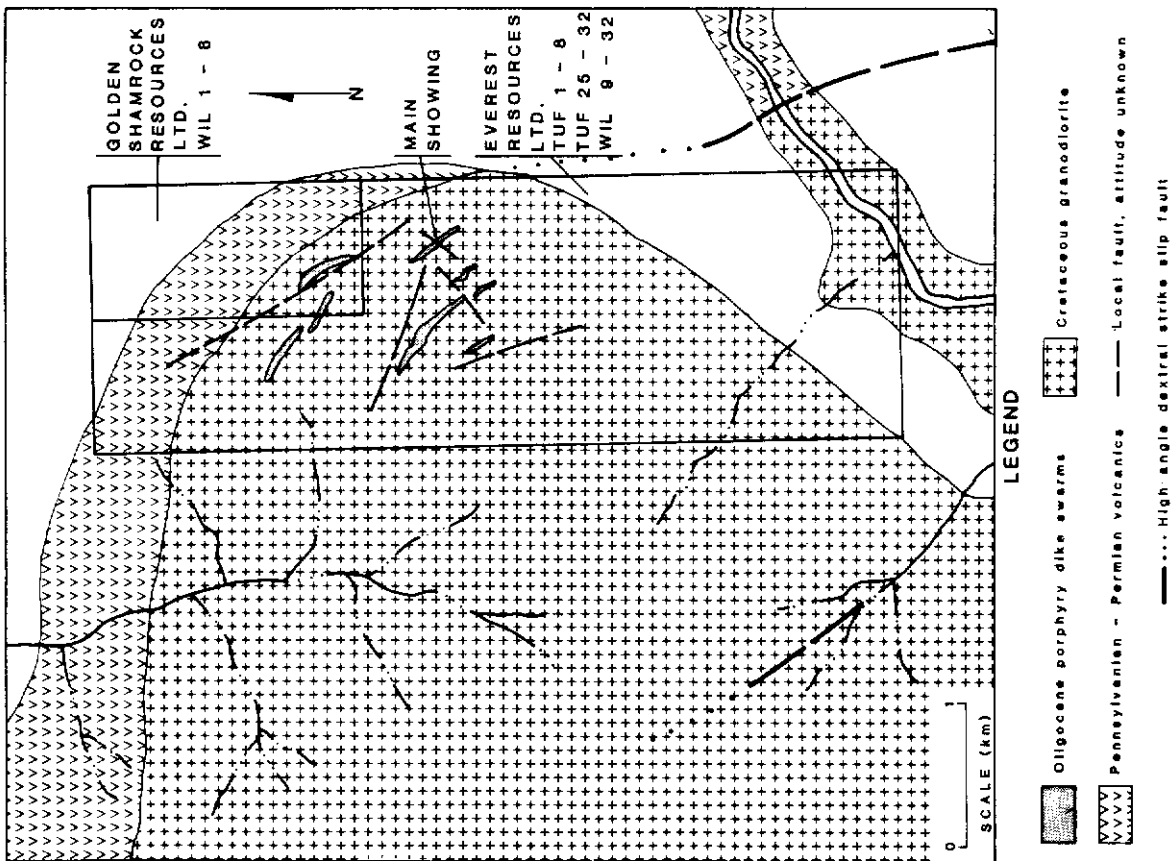 GOLDEN
SHAMROCK
RESOURCES
LTD.
WIL 1 - 8
N
MAIN
SHOWING
EVEREST
RESOURCES
LTD.
TUF 1 - 8
TUF 25 - 32
WIL 9 - 32
0 1
SCALE (km)
LEGEND
Oligocene porphyry dike swarms
Cretaceous granodiorite
Pennsylvanian - Permian volcanics
Local fault, attitude unknown
High angle dextral strike slip fault